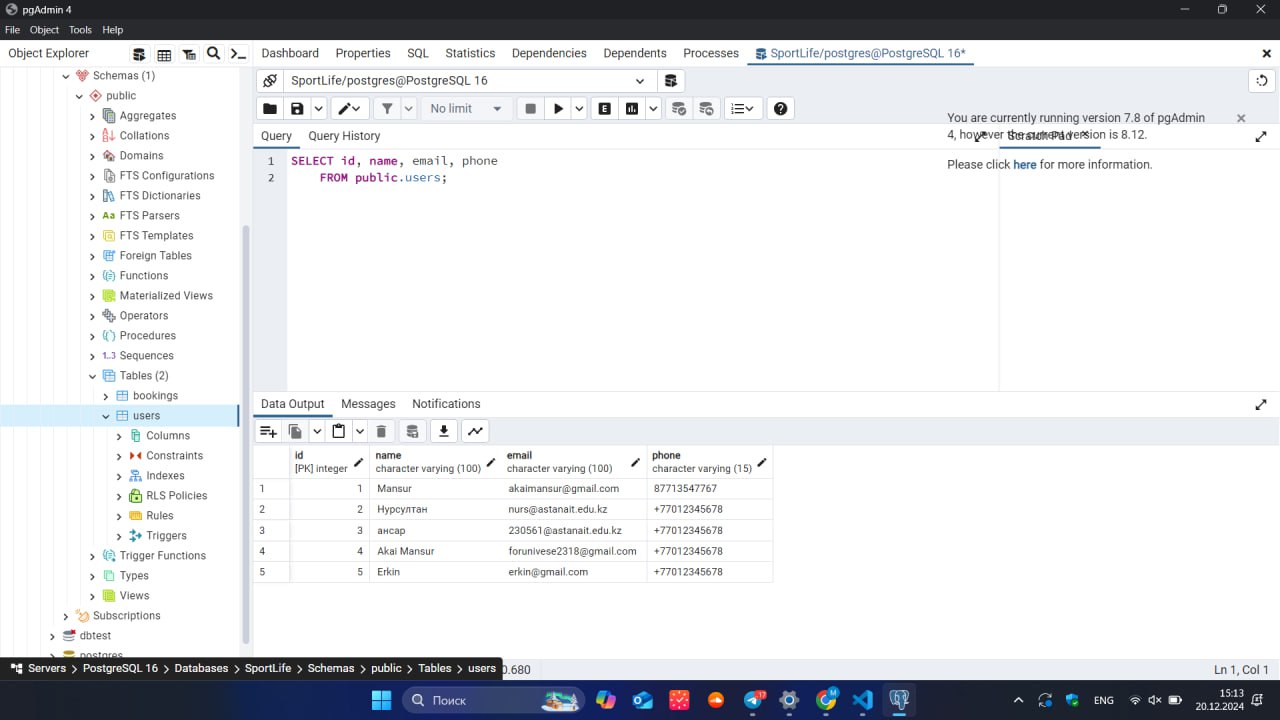 pgAdmin 4
File Object Tools Help
Object Explorer
Dashboard Properties SQL Statistics Dependencies Dependents Processes SportLife/postgres@PostgreSQL 16*
Schemas (1)
public
Aggregates
Collations
Domains
FTS Configurations
FTS Dictionaries
FTS Parsers
FTS Templates
Foreign Tables
Functions
Materialized Views
Operators
Procedures
Sequences
Tables (2)
bookings
users
Columns
Constraints
Indexes
RLS Policies
Rules
Triggers
Trigger Functions
Types
Views
Subscriptions
dbtest
postgres
SportLife/postgres@PostgreSQL 16
No limit
You are currently running version 7.8 of pgAdmin
4, however the current version is 8.12.
Please click here for more information.
Query Query History
Scratch Pad
1 SELECT id, name, email, phone
2 FROM public.users;
Data Output Messages Notifications
id name email phone
[PK] integer character varying (100) character varying (100) character varying (15)
1 1 Mansur akaimansur@gmail.com 87713547767
2 2 Нурсултан nurs@astanait.edu.kz +77012345678
3 3 ансар 230561@astanait.edu.kz +77012345678
4 4 Akai Mansur forunivese2318@gmail.com +77012345678
5 5 Erkin erkin@gmail.com +77012345678
Servers > PostgreSQL 16 > Databases > SportLife > Schemas > public > Tables > users
0.680
Ln 1, Col 1
Поиск
17
M
ENG
15:13
20.12.2024